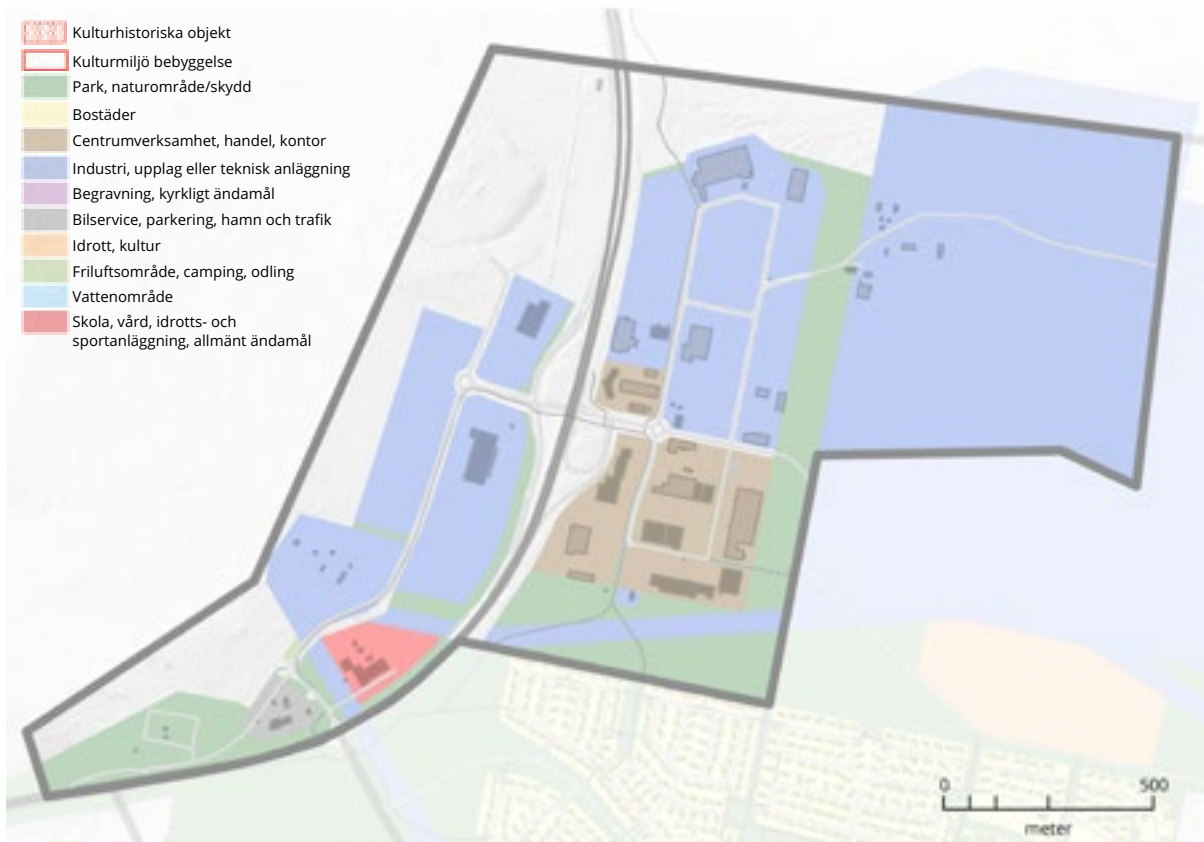 Kulturhistoriska objekt
Kulturmiljö bebyggelse
Park, naturområde/skydd
Bostäder
Centrumverksamhet, handel, kontor
Industri, upplag eller teknisk anläggning
Begravning, kyrkligt ändamål
Bilservice, parkering, hamn och trafik
Idrott, kultur
Friluftsområde, camping, odling
Vattenområde
Skola, vård, idrotts- och
sportanläggning, allmänt ändamål
0 500
meter